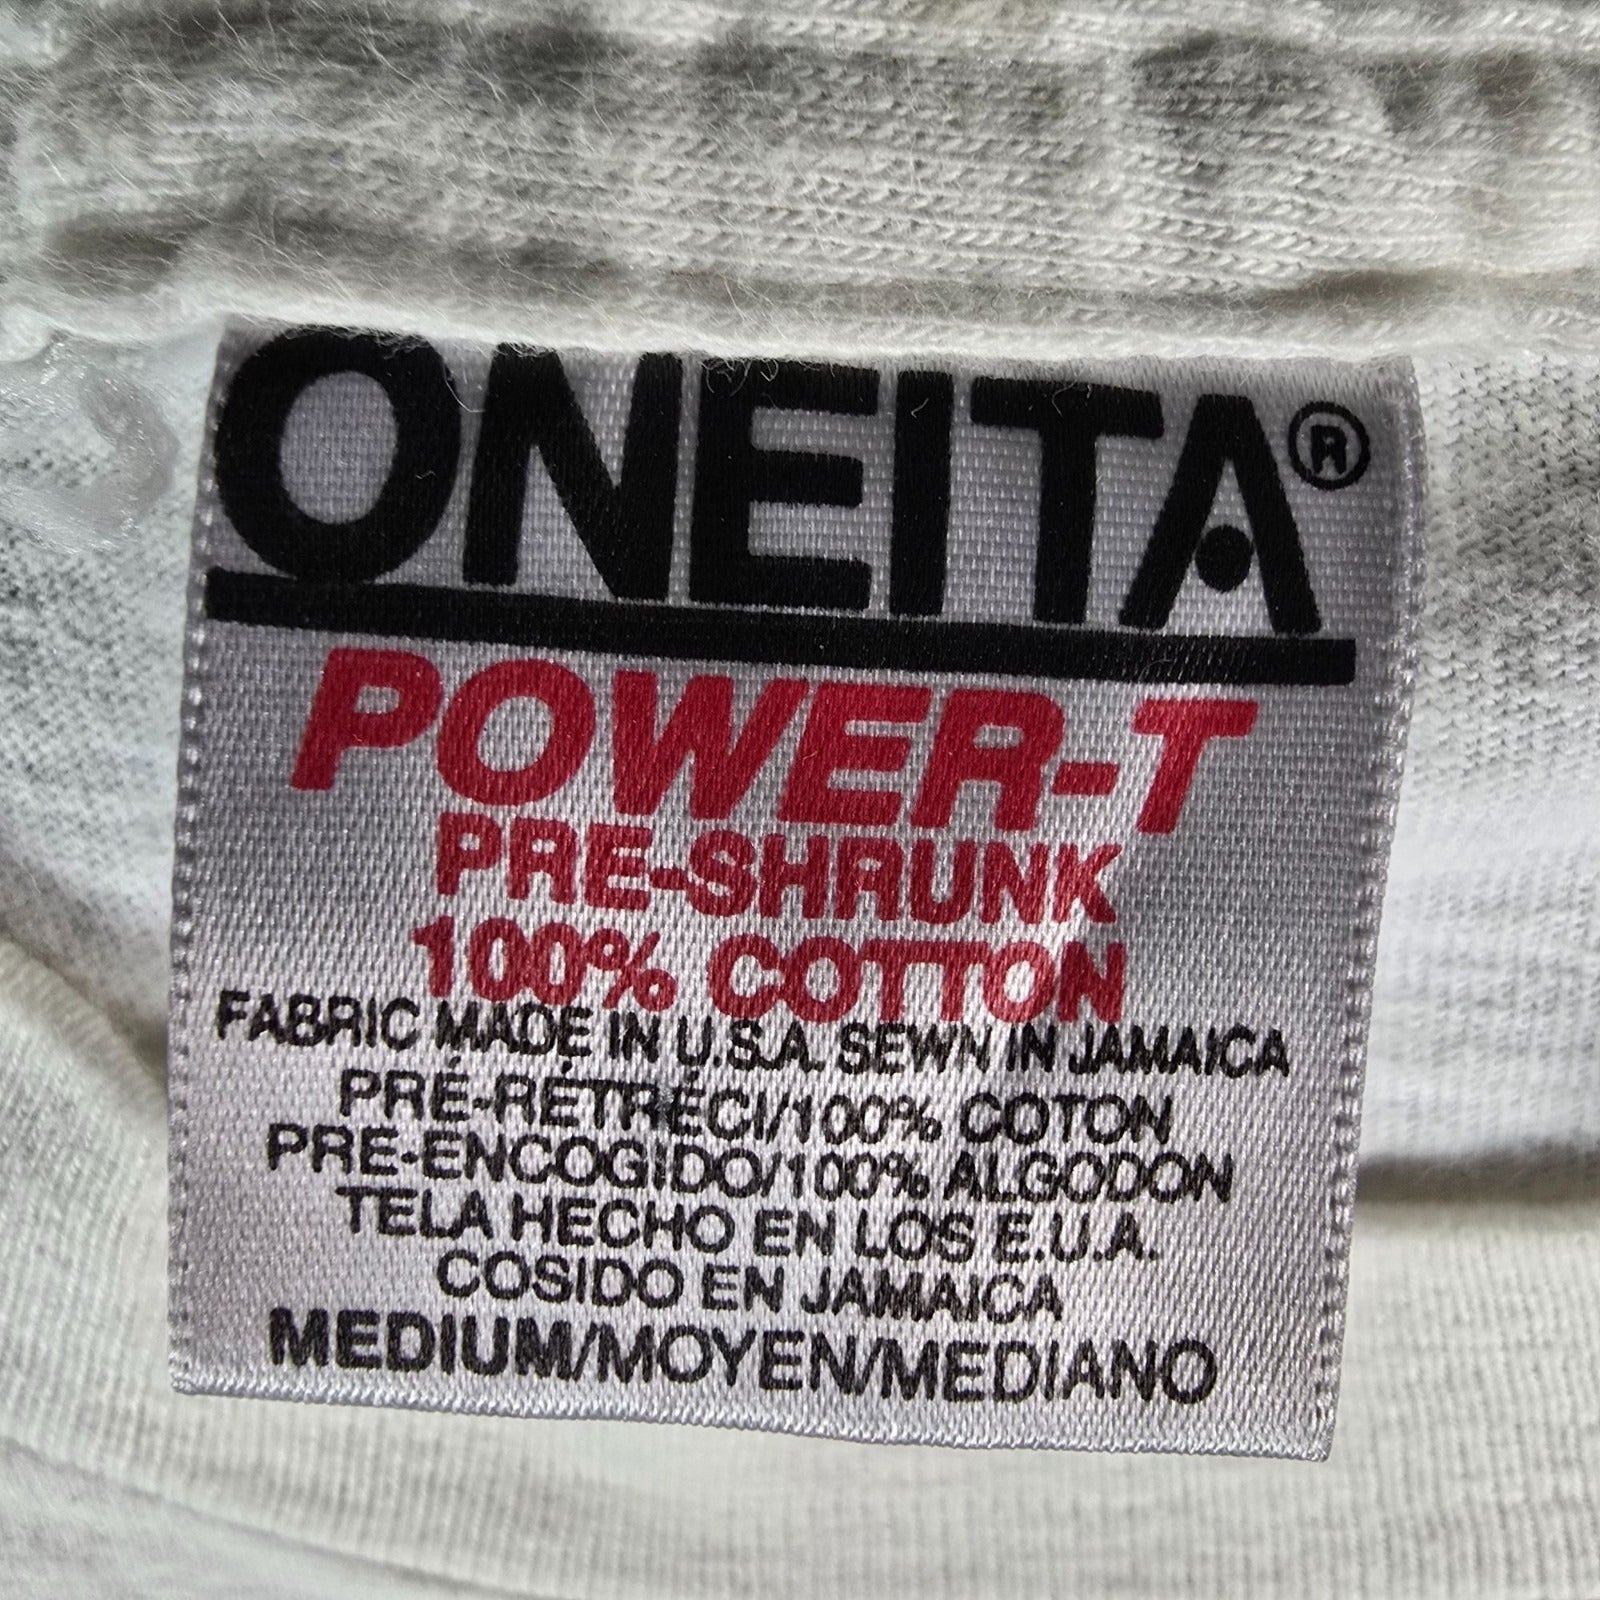 ONEITA®
POWER-T
PRE-SHRUNK
100% COTTON
FABRIC MADE IN U.S.A. SEWN IN JAMAICA
PRÉ-RÉTRÉCI/100% COTON
PRE-ENCOGIDO/100% ALGODON
TELA HECHO EN LOS E.U.A.
COSIDO EN JAMAICA
MEDIUM/MOYEN/MEDIANO